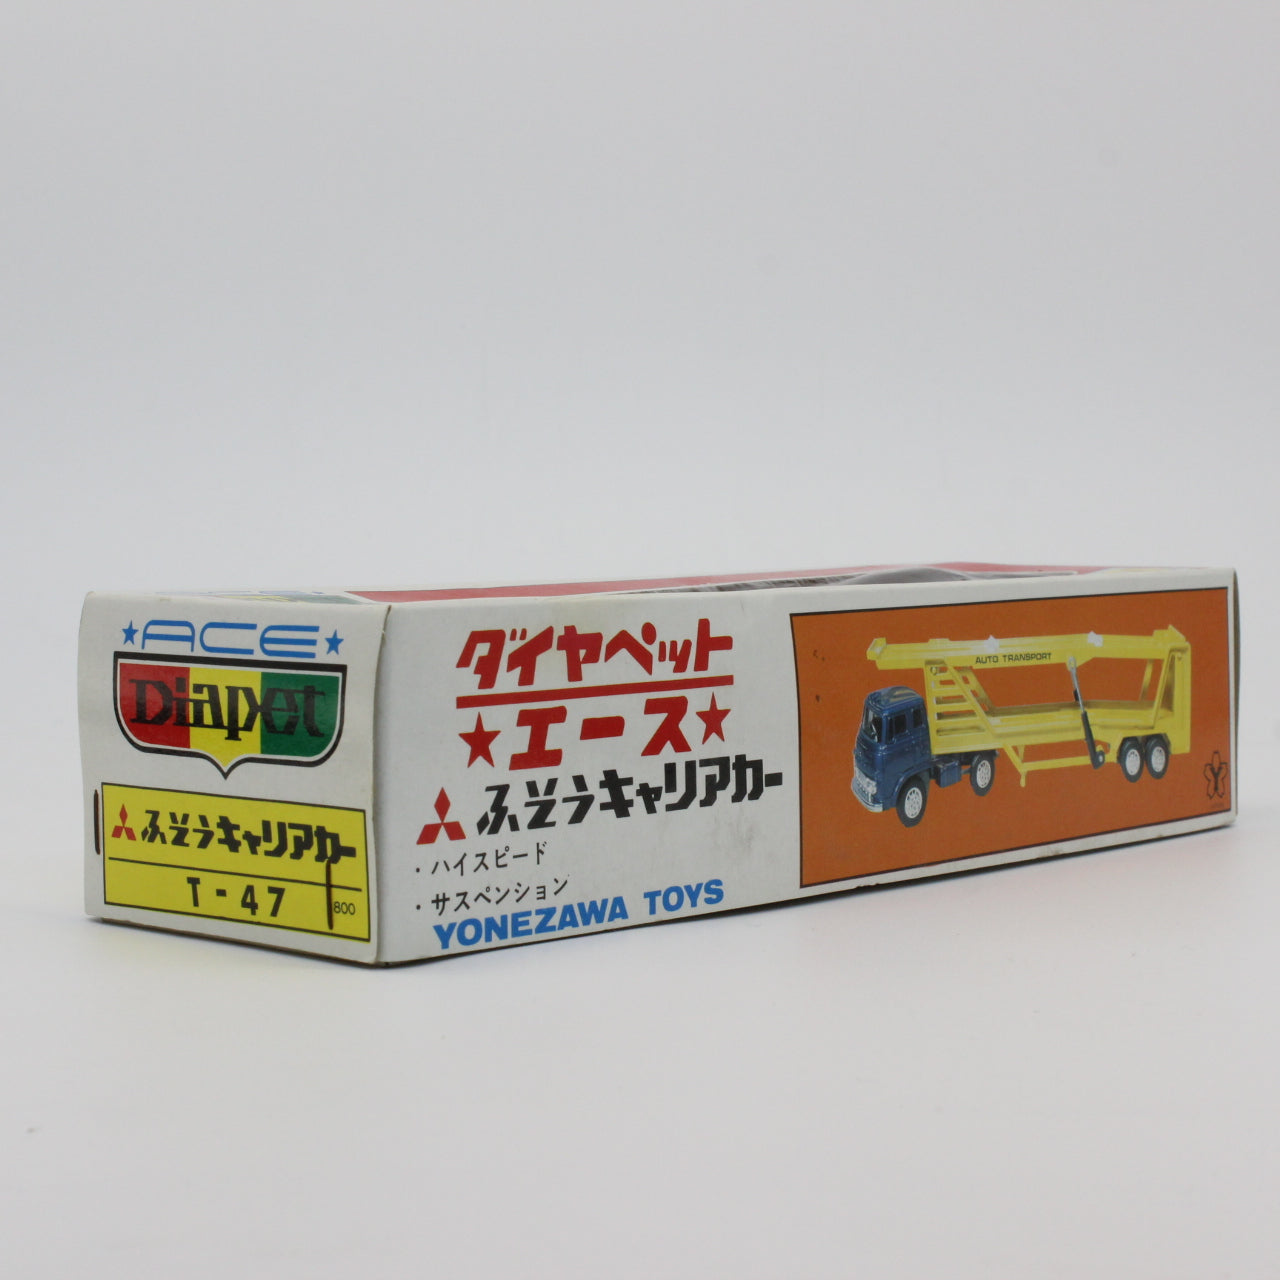 ACE
Diapet
ふそうキャリアカー
T-47
800
ダイヤペット
エース
ふそうキャリアカー
・ハイスピード
・サスペンション
YONEZAWA TOYS
AUTO TRANSPORT
Y